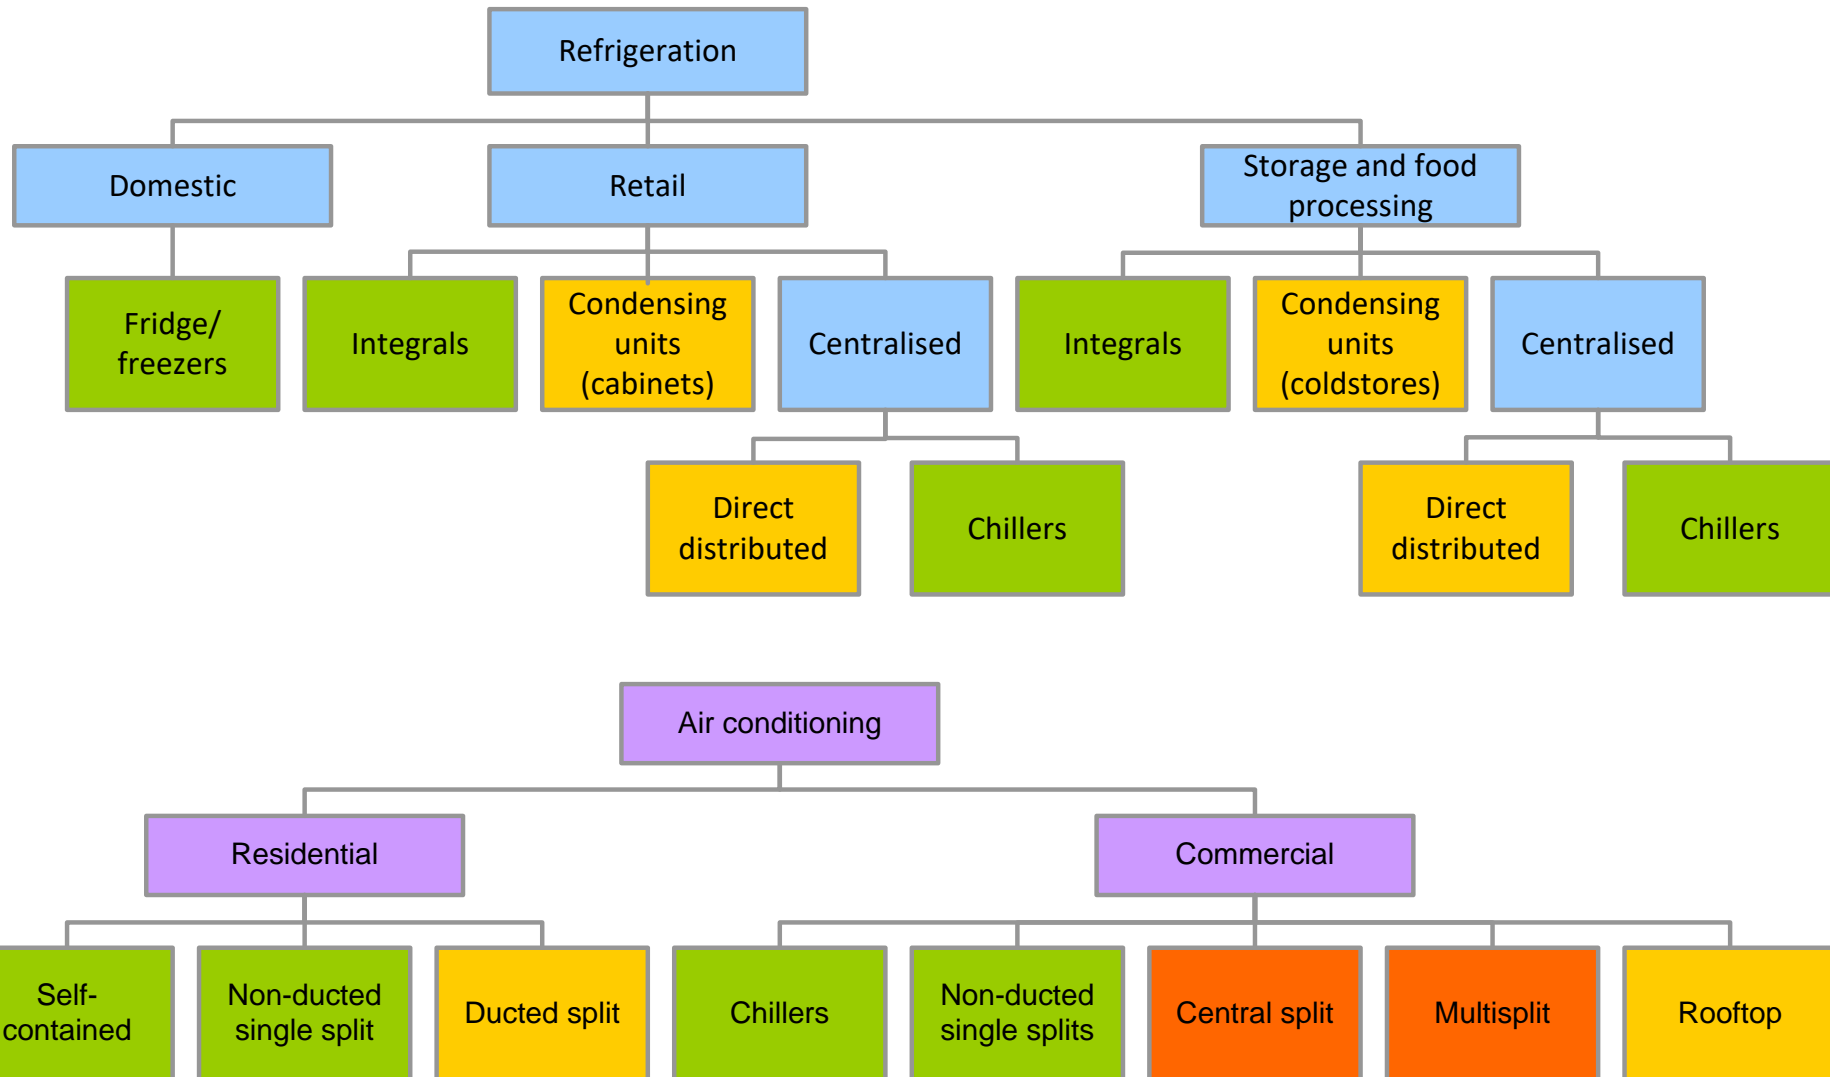 Refrigeration
Domestic
Retail
Storage and food
processing
Fridge/
freezers
Integrals
Condensing
units
(cabinets)
Centralised
Integrals
Condensing
units
(coldstores)
Centralised
Direct
distributed
Chillers
Direct
distributed
Chillers
Air conditioning
Residential
Commercial
Self-
contained
Non-ducted
single split
Ducted split
Chillers
Non-ducted
single splits
Central split
Multisplit
Rooftop